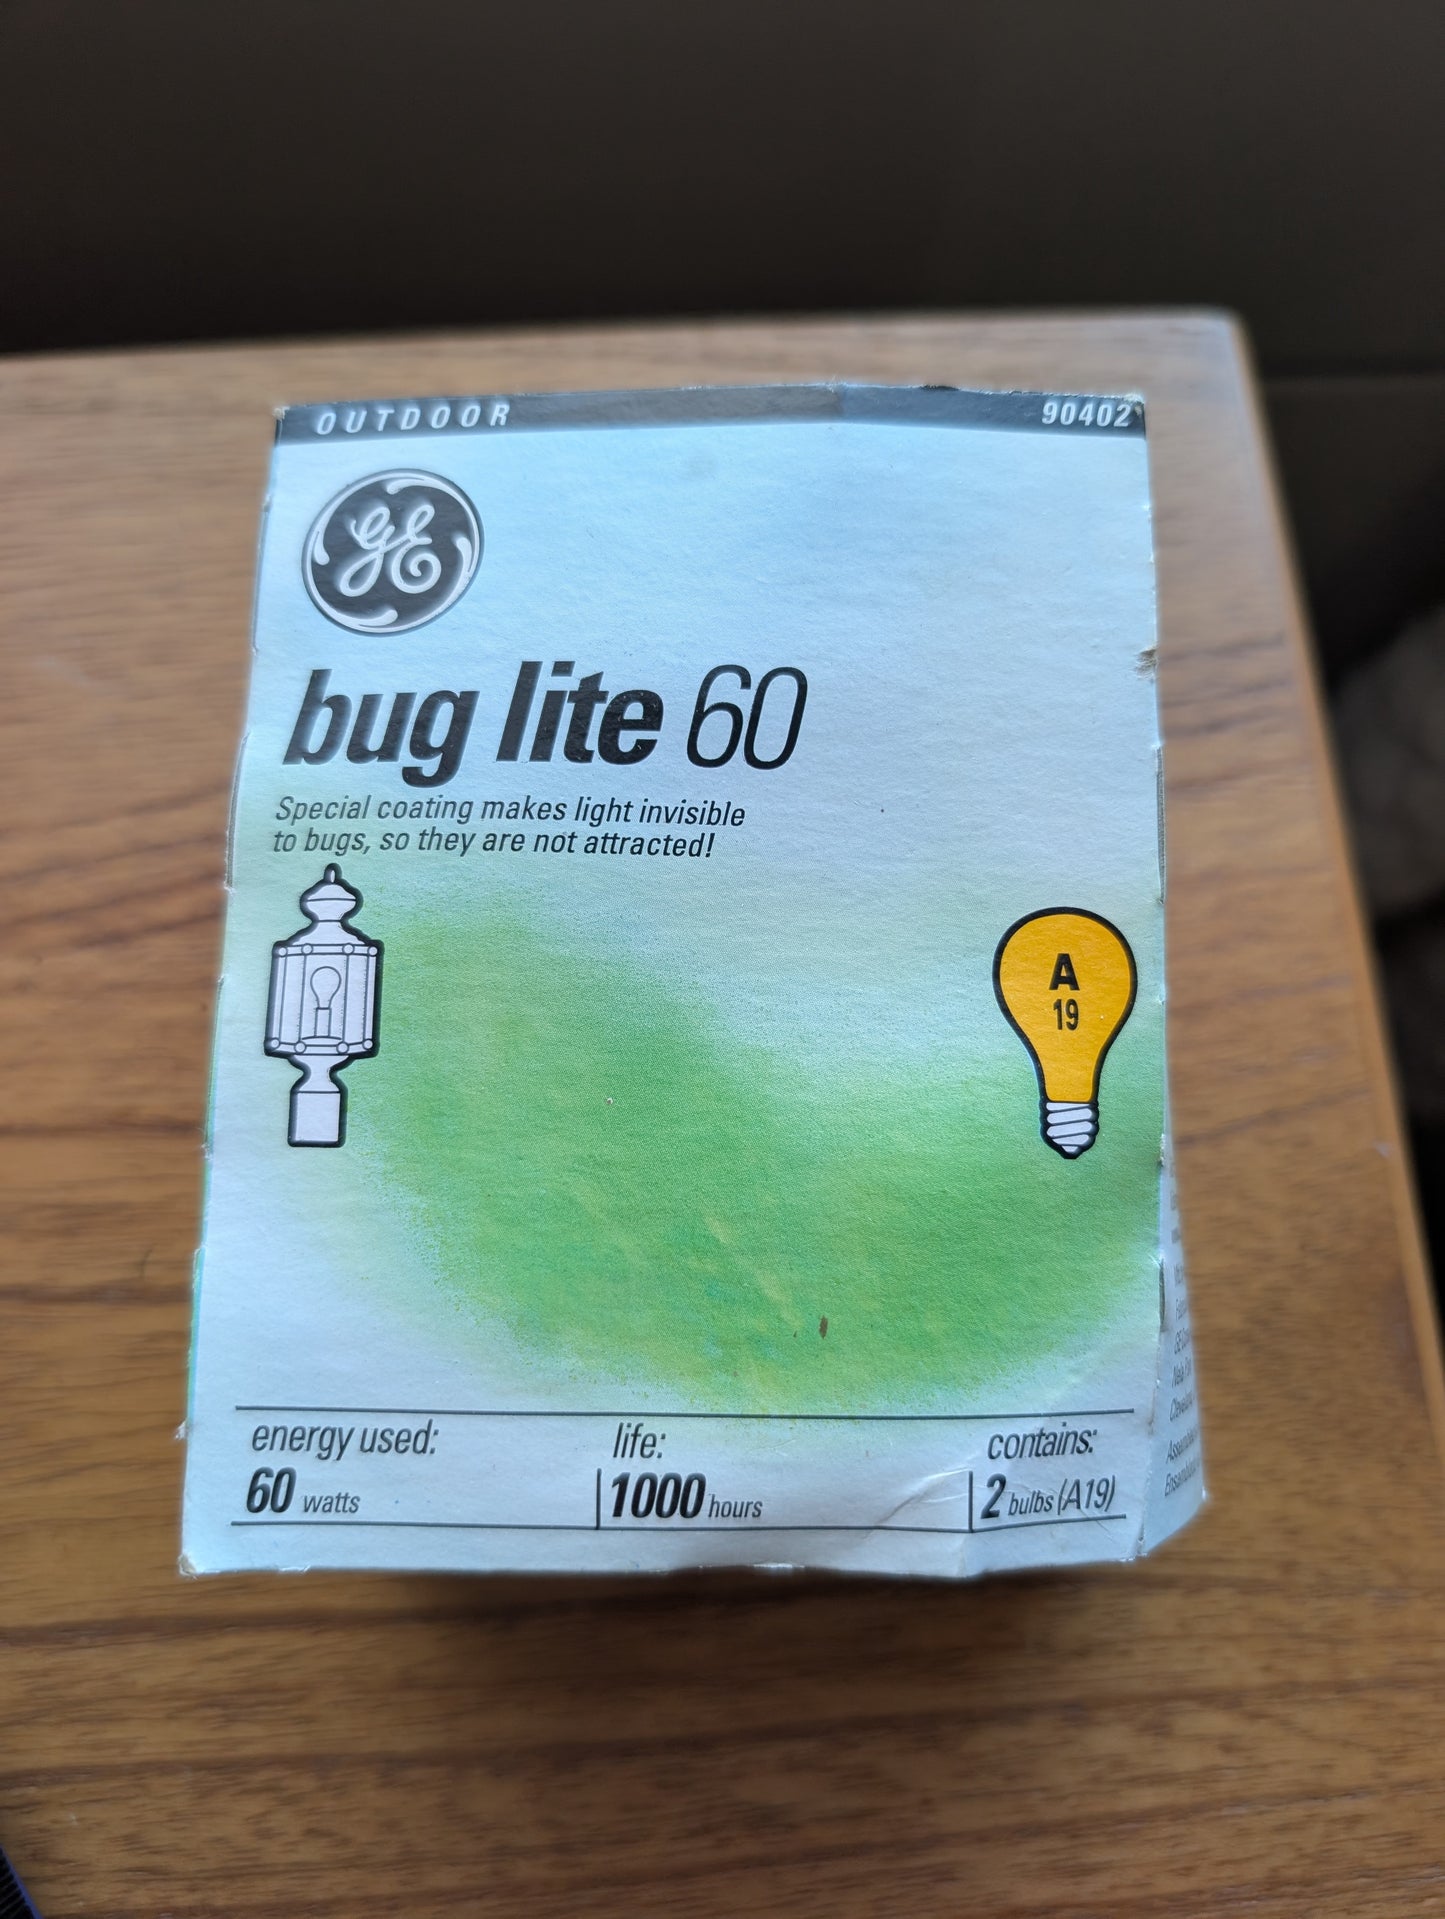 OUTDOOR 90402
GE
bug lite 60
Special coating makes light invisible
to bugs, so they are not attracted!
A
19
energy used: life: contains:
60 watts 1000 hours 2 bulbs (A19)